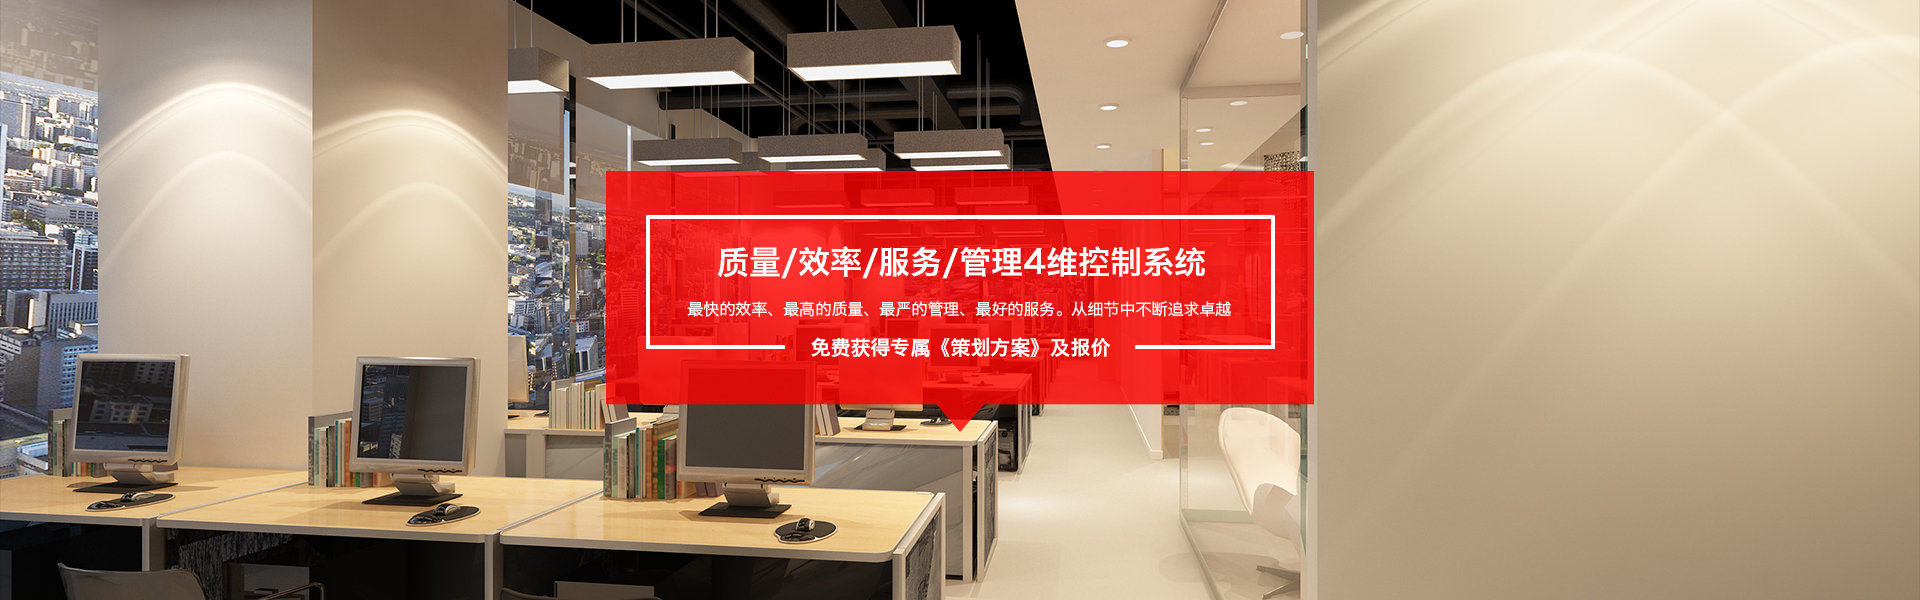 质量/效率/服务/管理4维控制系统
最快的效率、最高的质量、最严的管理、最好的服务。从细节中不断追求卓越
免费获得专属《策划方案》及报价